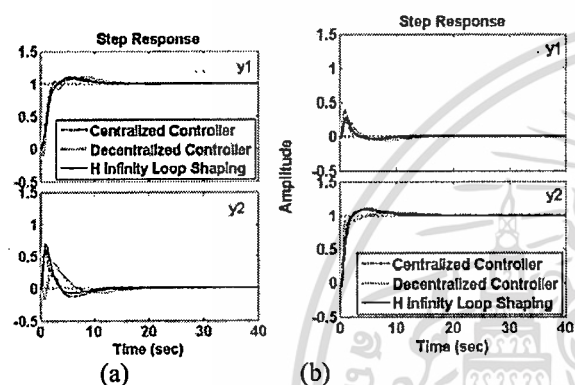 Step Response
1.5
y1
1
0.5
0
-0.5
Centralized Controller
Decentralized Controller
H Infinity Loop Shaping
1.5
y2
1
0.5
0
-0.5
0 10 20 30 40
Time (sec)
(a)
Step Response
1.5
y1
1
0.5
0
-0.5
Amplitude
1.5
y2
1
0.5
0
-0.5
Centralized Controller
Decentralized Controller
H Infinity Loop Shaping
0 10 20 30 40
Time (sec)
(b)